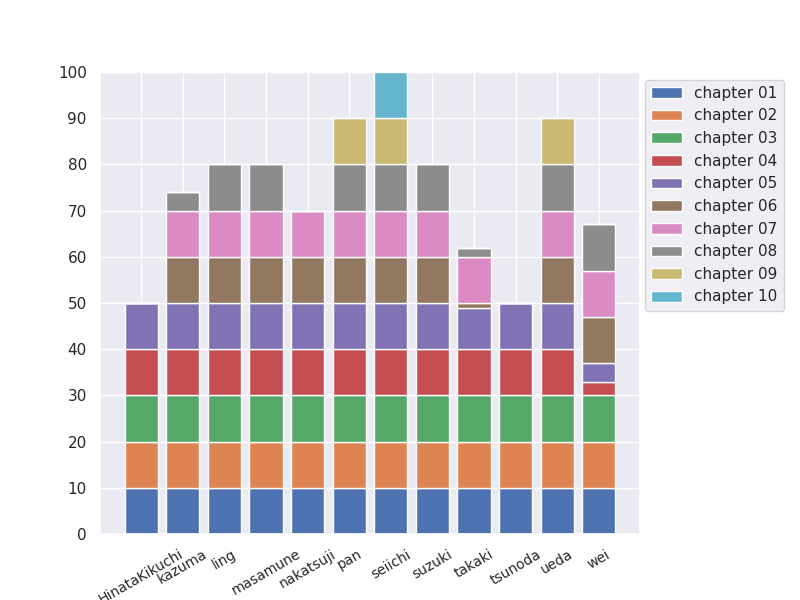 100
90
80
70
60
50
40
30
20
10
0
HinataKikuchi
kazuma
ling
masamune
nakatsuji
pan
seiichi
suzuki
takaki
tsunoda
ueda
wei
chapter 01
chapter 02
chapter 03
chapter 04
chapter 05
chapter 06
chapter 07
chapter 08
chapter 09
chapter 10